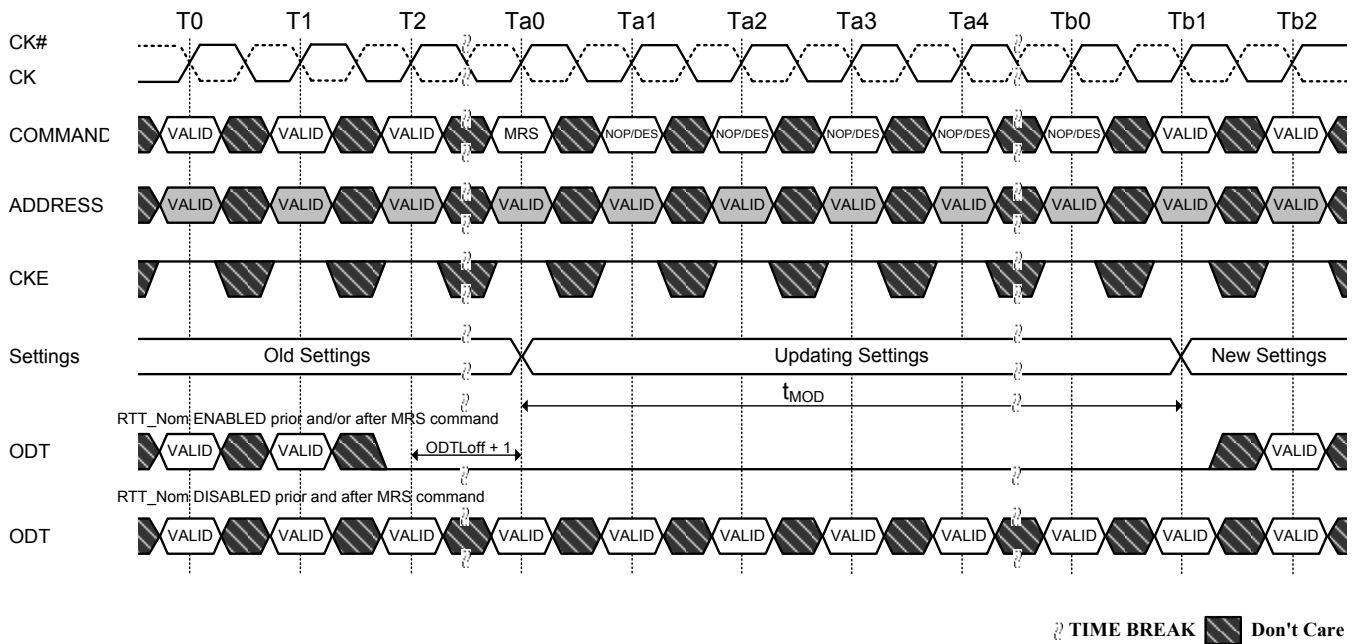 T0 T1 T2 Ta0 Ta1 Ta2 Ta3 Ta4 Tb0 Tb1 Tb2
CK#
CK
COMMAND VALID VALID VALID MRS NOP/DES NOP/DES NOP/DES NOP/DES NOP/DES VALID VALID
ADDRESS VALID VALID VALID VALID VALID VALID VALID VALID VALID VALID VALID
CKE
Settings Old Settings Updating Settings New Settings
tMOD
RTT_Nom ENABLED prior and/or after MRS command
ODT VALID VALID ODTLoff + 1 VALID
RTT_Nom DISABLED prior and after MRS command
ODT VALID VALID VALID VALID VALID VALID VALID VALID VALID VALID VALID
TIME BREAK Don't Care